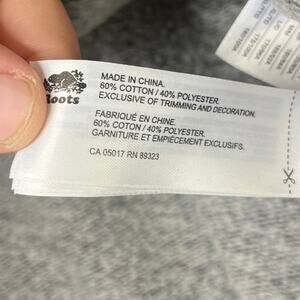 Roots
MADE IN CHINA.
60% COTTON / 40% POLYESTER.
EXCLUSIVE OF TRIMMING AND DECORATION.
FABRIQUÉ EN CHINE.
60% COTON / 40% POLYESTER.
GARNITURE ET EMPIÈCEMENT EXCLUSIFS.
CA 05017 RN 89323